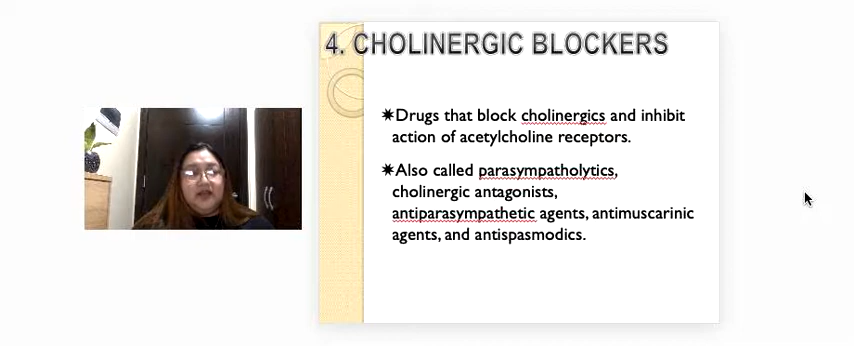 4. CHOLINERGIC BLOCKERS
✷Drugs that block cholinergics and inhibit
action of acetylcholine receptors.
✷Also called parasympatholytics,
cholinergic antagonists,
antiparasympathetic agents, antimuscarinic
agents, and antispasmodics.